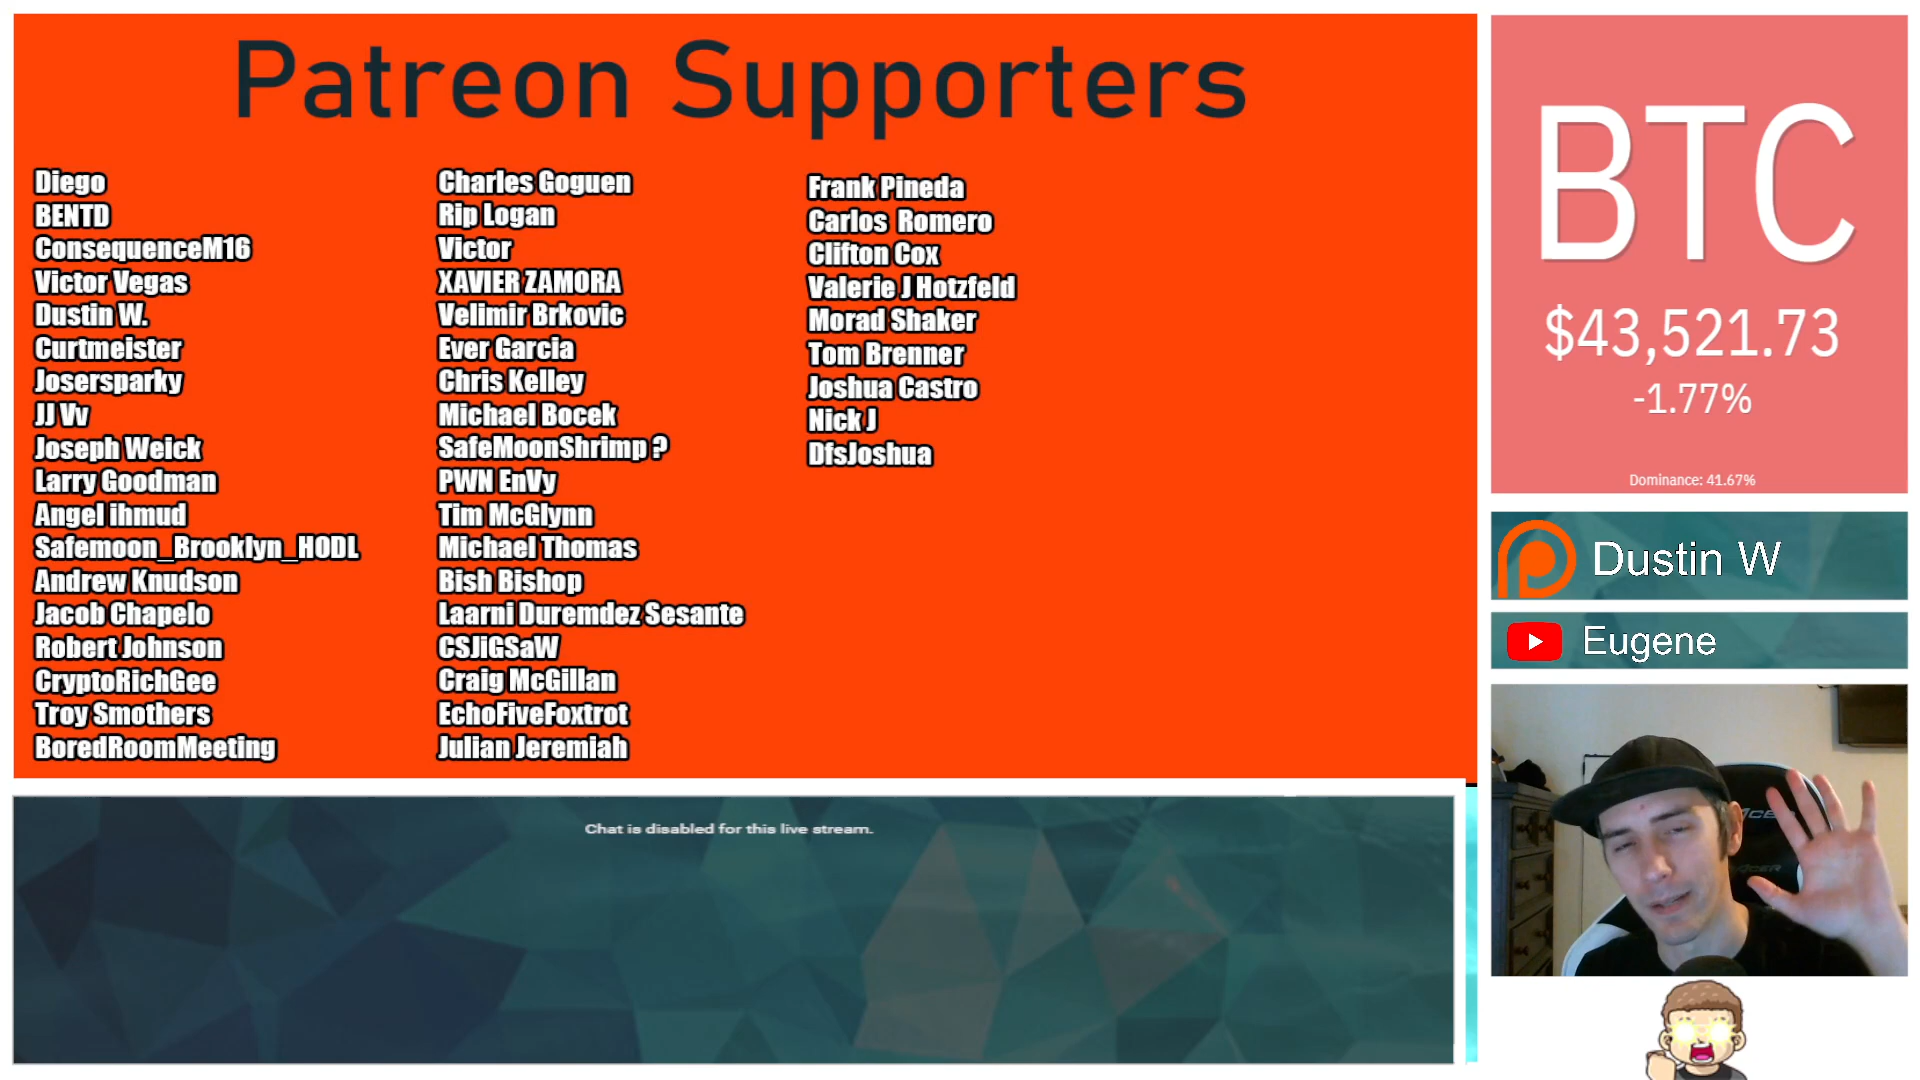 Patreon Supporters
Diego
BENTD
ConsequenceM16
Victor Vegas
Dustin W.
Curtmeister
Josersparky
JJ Vv
Joseph Weick
Larry Goodman
Angel ihmud
Safemoon_Brooklyn_HODL
Andrew Knudson
Jacob Chapelo
Robert Johnson
CryptoRichGee
Troy Smothers
BoredRoomMeeting
Charles Goguen
Rip Logan
Victor
XAVIER ZAMORA
Velimir Brkovic
Ever Garcia
Chris Kelley
Michael Bocek
SafeMoonShrimp ?
PWN EnVy
Tim McGlynn
Michael Thomas
Bish Bishop
Laarni Duremdez Sesante
CSJiGSaW
Craig McGillan
EchoFiveFoxtrot
Julian Jeremiah
Frank Pineda
Carlos  Romero
Clifton Cox
Valerie J Hotzfeld
Morad Shaker
Tom Brenner
Joshua Castro
Nick J
DfsJoshua
BTC
$43,521.73
-1.77%
Dominance: 41.67%
Dustin W
Eugene
Chat is disabled for this live stream.